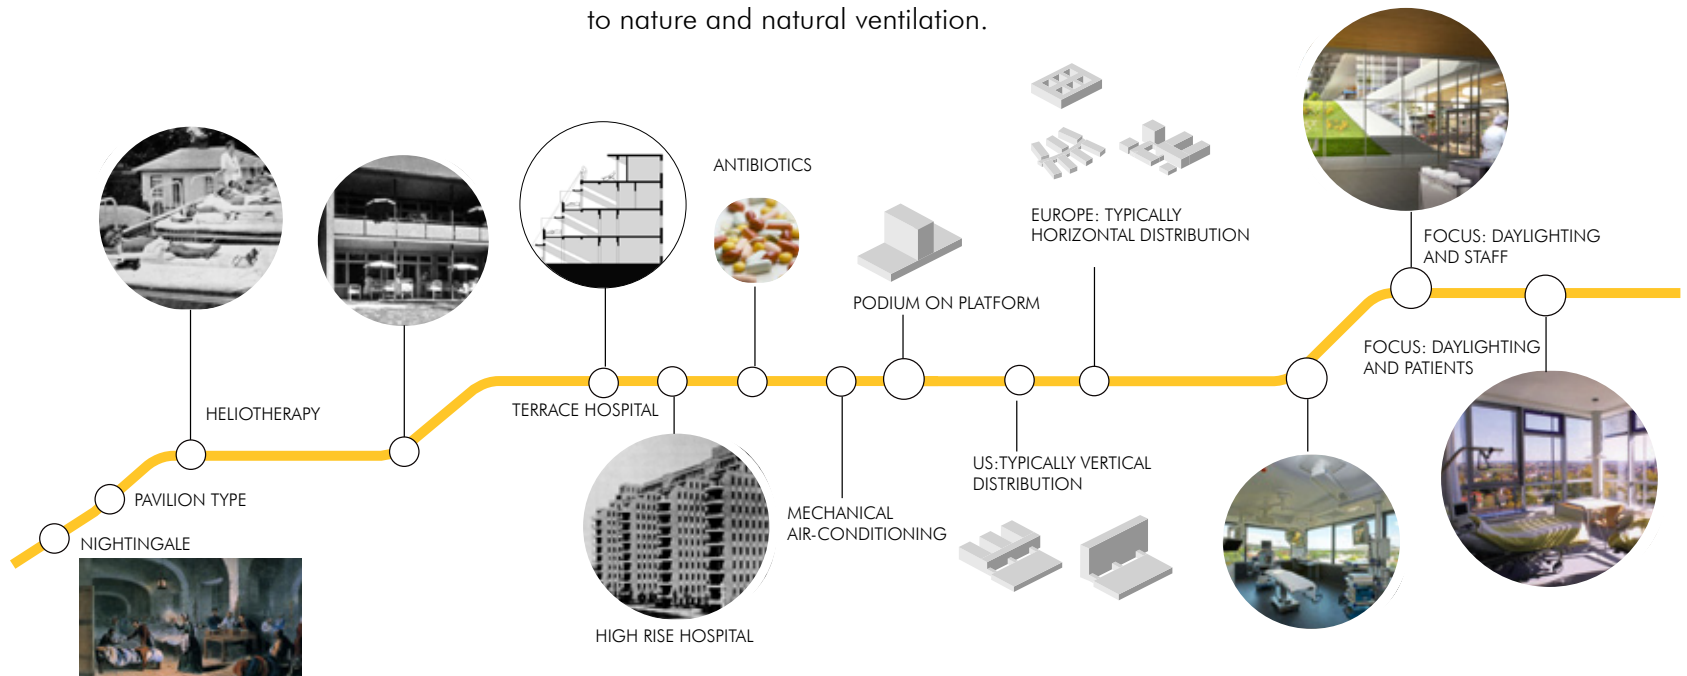 to nature and natural ventilation.
ANTIBIOTICS
EUROPE: TYPICALLY
HORIZONTAL DISTRIBUTION
FOCUS: DAYLIGHTING
AND STAFF
PODIUM ON PLATFORM
FOCUS: DAYLIGHTING
AND PATIENTS
HELIOTHERAPY
TERRACE HOSPITAL
US:TYPICALLY VERTICAL
DISTRIBUTION
PAVILION TYPE
MECHANICAL
AIR-CONDITIONING
NIGHTINGALE
HIGH RISE HOSPITAL